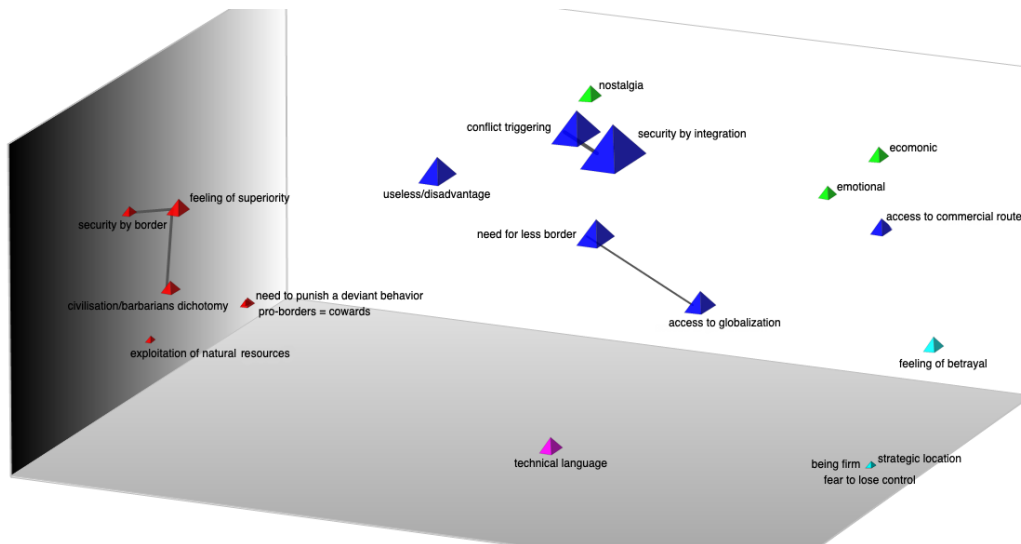 nostalgia
conflict triggering
security by integration
ecomonic
useless/disadvantage
emotional
feeling of superiority
security by border
access to commercial route
need for less border
civilisation/barbarians dichotomy
need to punish a deviant behavior
pro-borders = cowards
access to globalization
exploitation of natural resources
feeling of betrayal
technical language
being firm
strategic location
fear to lose control